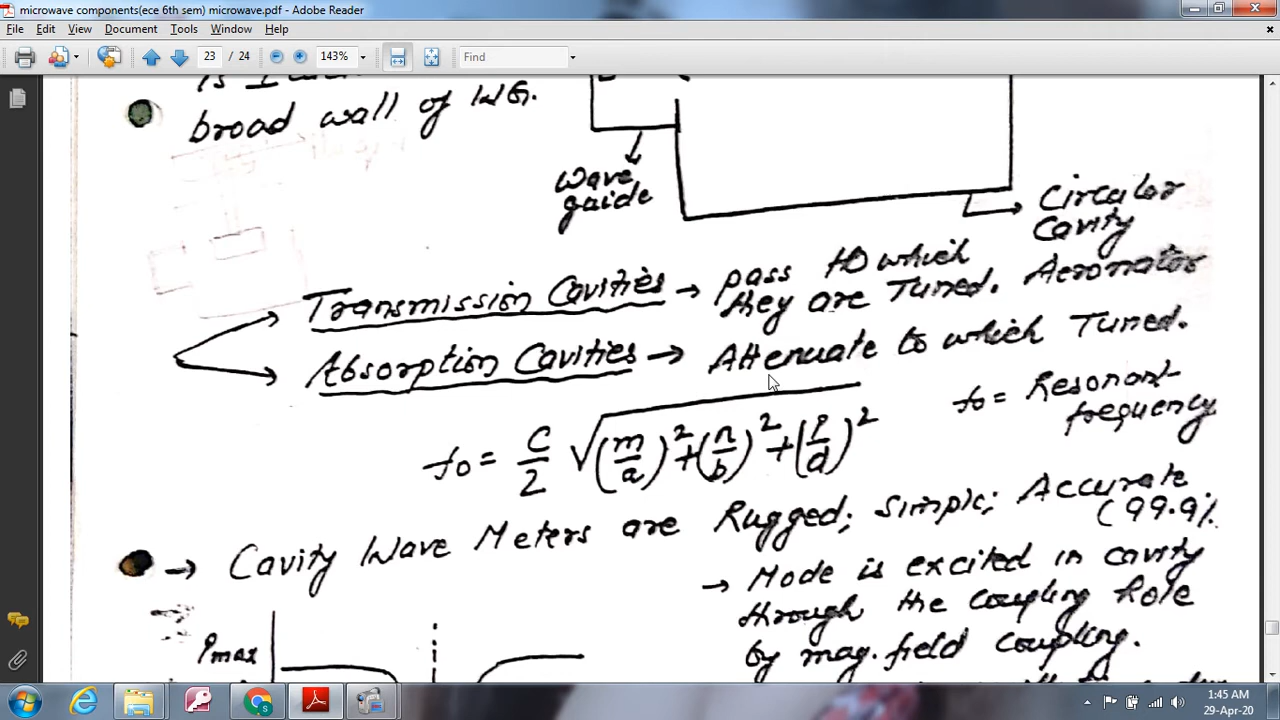 microwave components(ece 6th sem) microwave.pdf - Adobe Reader
File Edit View Document Tools Window Help
23 / 24 143% Find
broad wall of WG.
Wave guide
Circular Cavity
Transmission Cavities → pass to which they are Tuned.
Absorption Cavities → Attenuate to which Tuned.
f0 = C/2 √(m/a)²+(n/b)²+(P/d)²
f0 = Resonant frequency
→ Cavity Wave Meters are Rugged; Simple; Accurate (99.9%.
→ Mode is excited in cavity
through the coupling Hole
by mag. field coupling.
Pmax
1:45 AM
29-Apr-20